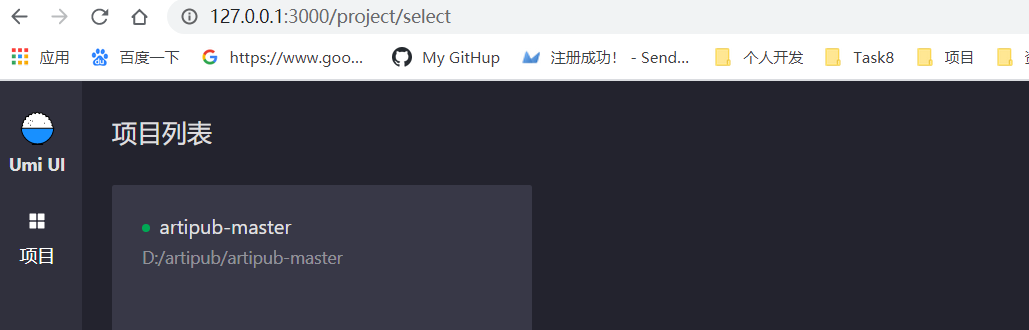 127.0.0.1:3000/project/select
应用 百度一下 https://www.goo... My GitHup 注册成功! - Send... 个人开发 Task8 项目
项目列表
Umi UI
artipub-master
项目
D:/artipub/artipub-master